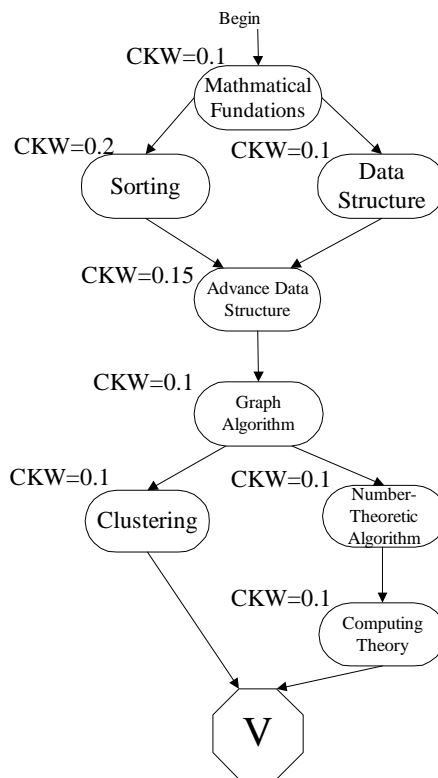 Begin
CKW=0.1
Mathmatical
Fundations
CKW=0.2
Sorting
CKW=0.1
Data
Structure
CKW=0.15
Advance Data
Structure
CKW=0.1
Graph
Algorithm
CKW=0.1
Clustering
CKW=0.1
Number-
Theoretic
Algorithm
CKW=0.1
Computing
Theory
V